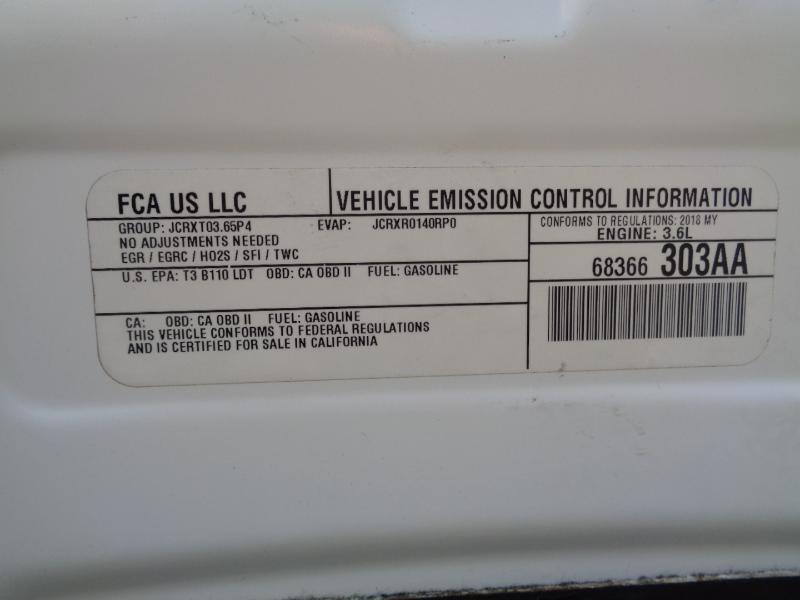 FCA US LLC
VEHICLE EMISSION CONTROL INFORMATION
GROUP: JCRXT03.65P4 EVAP: JCRXR0140RP0
NO ADJUSTMENTS NEEDED
EGR / EGRC / HO2S / SFI / TWC
CONFORMS TO REGULATIONS: 2018 MY
ENGINE: 3.6L
U.S. EPA: T3 B110 LDT OBD: CA OBD II FUEL: GASOLINE
68366 303AA
CA: OBD: CA OBD II FUEL: GASOLINE
THIS VEHICLE CONFORMS TO FEDERAL REGULATIONS
AND IS CERTIFIED FOR SALE IN CALIFORNIA